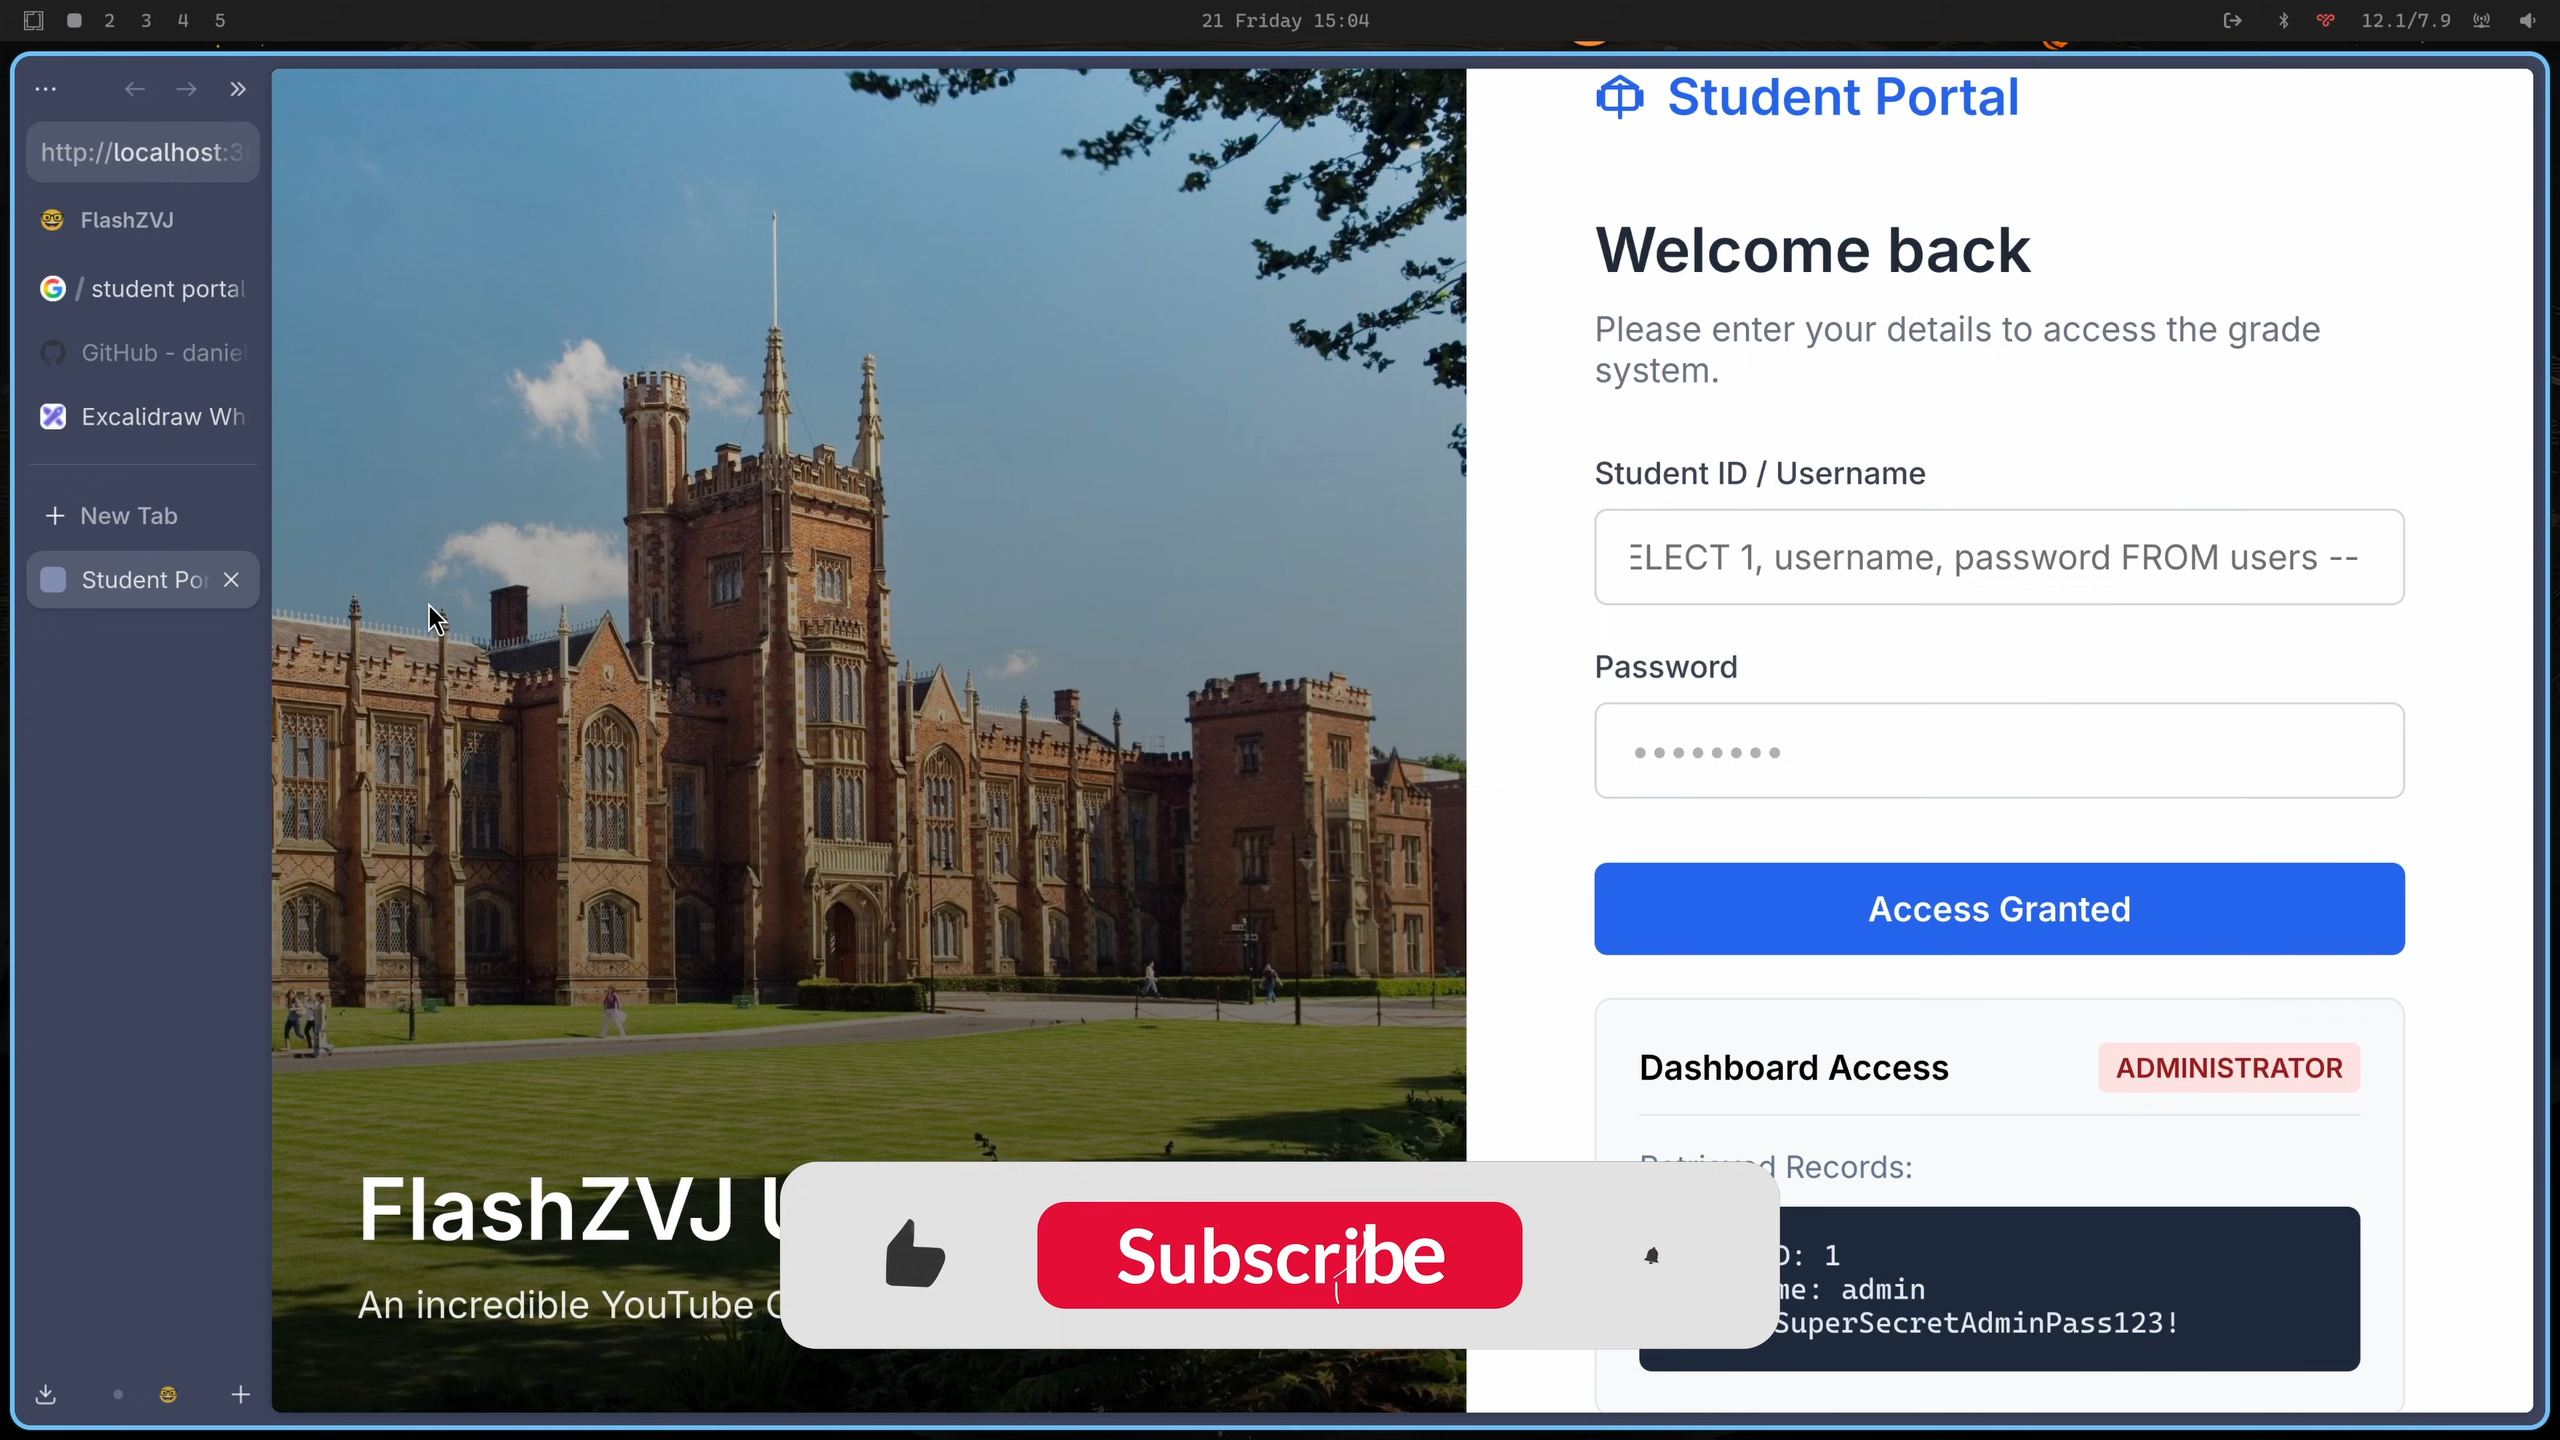 2 3 4 5
21 Friday 15:04
12.1/7.9
http://localhost:3
FlashZVJ
/ student portal
GitHub - daniel
Excalidraw Wh
New Tab
Student Por
Student Portal
Welcome back
Please enter your details to access the grade
system.
Student ID / Username
ELECT 1, username, password FROM users --
Password
Access Granted
Dashboard Access
ADMINISTRATOR
Records:
D: 1
me: admin
SuperSecretAdminPass123!
FlashZVJ
An incredible YouTube
Subscribe